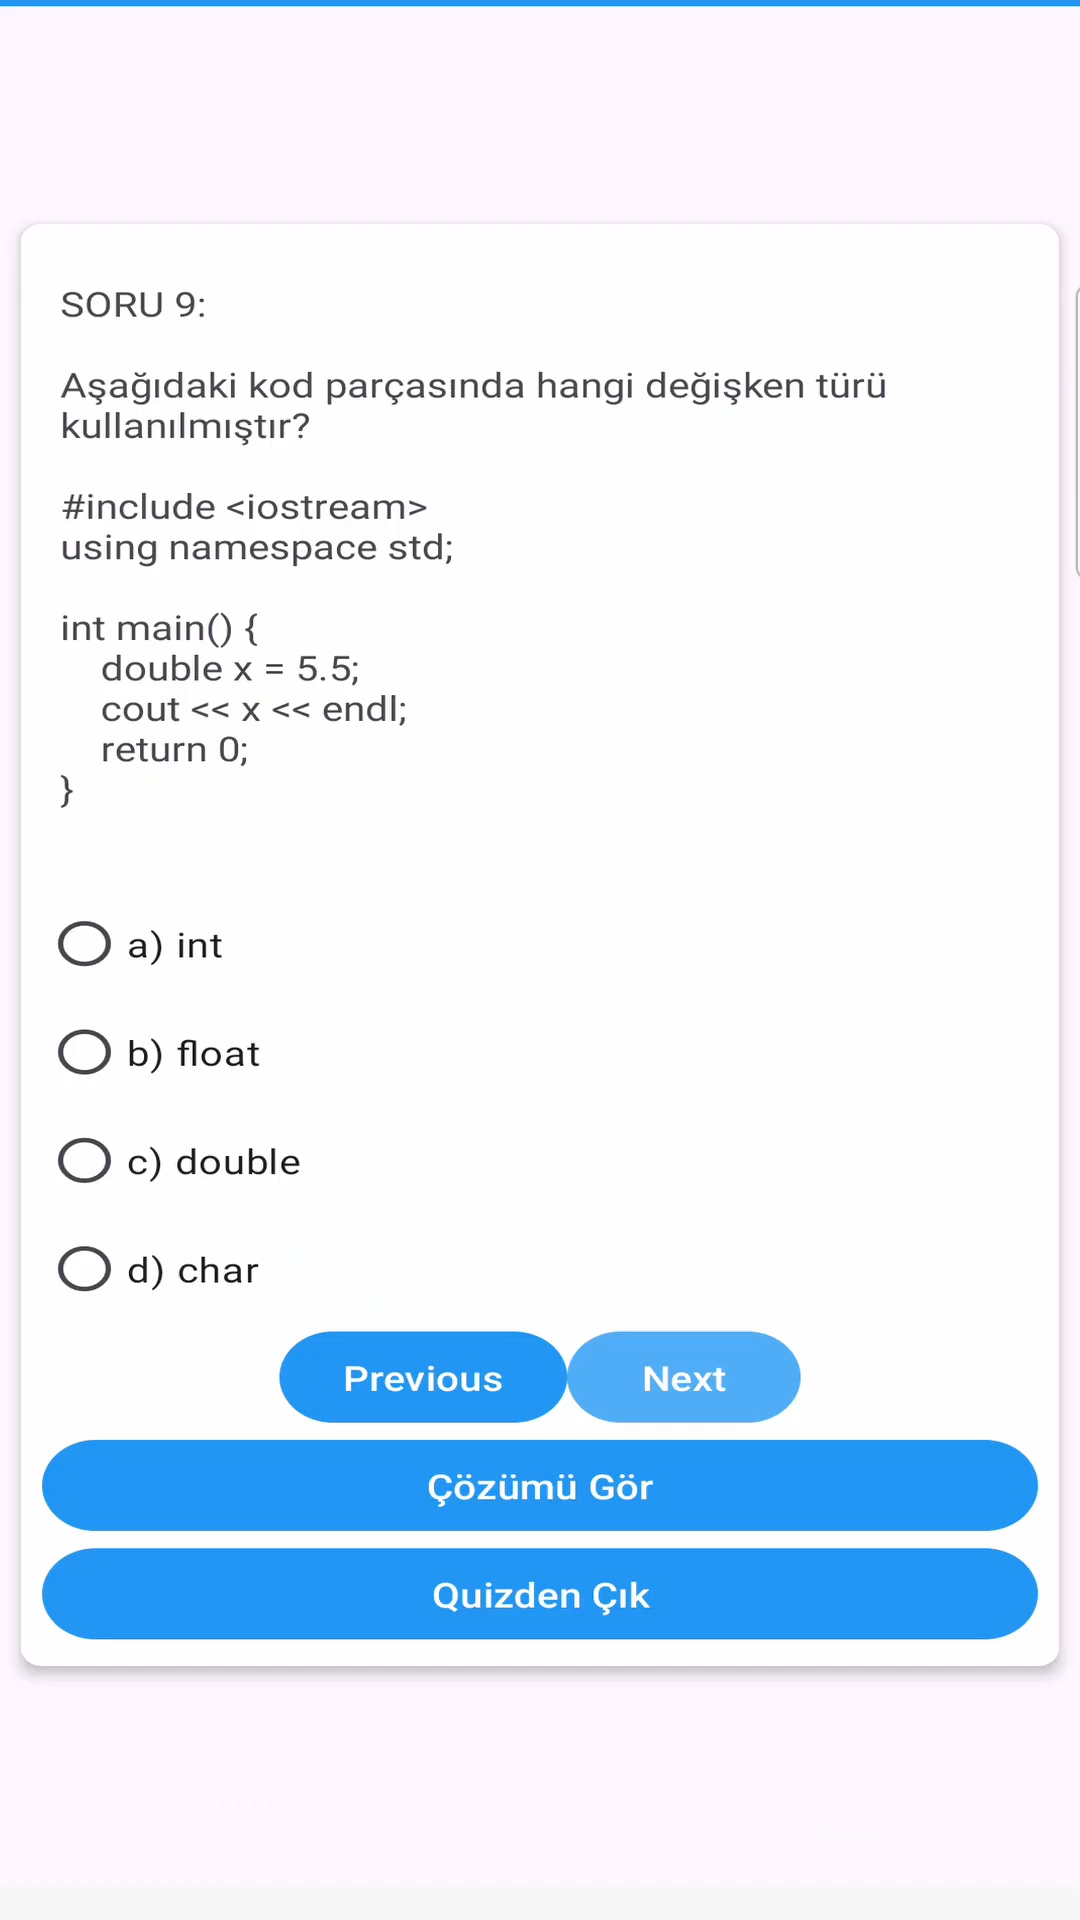 SORU 9:
Aşağıdaki kod parçasında hangi değişken türü
kullanılmıştır?
#include <iostream>
using namespace std;
int main() {
    double x = 5.5;
    cout << x << endl;
    return 0;
}
a) int
b) float
c) double
d) char
Previous
Next
Çözümü Gör
Quizden Çık